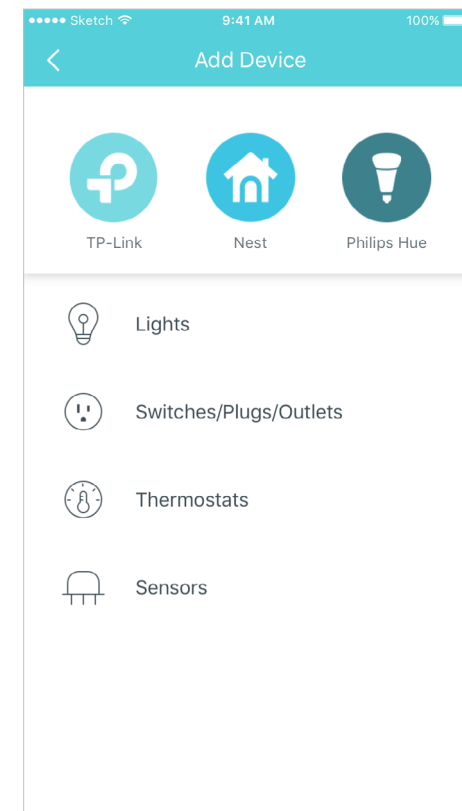 Sketch 9:41 AM 100%
Add Device
TP-Link Nest Philips Hue
Lights
Switches/Plugs/Outlets
Thermostats
Sensors